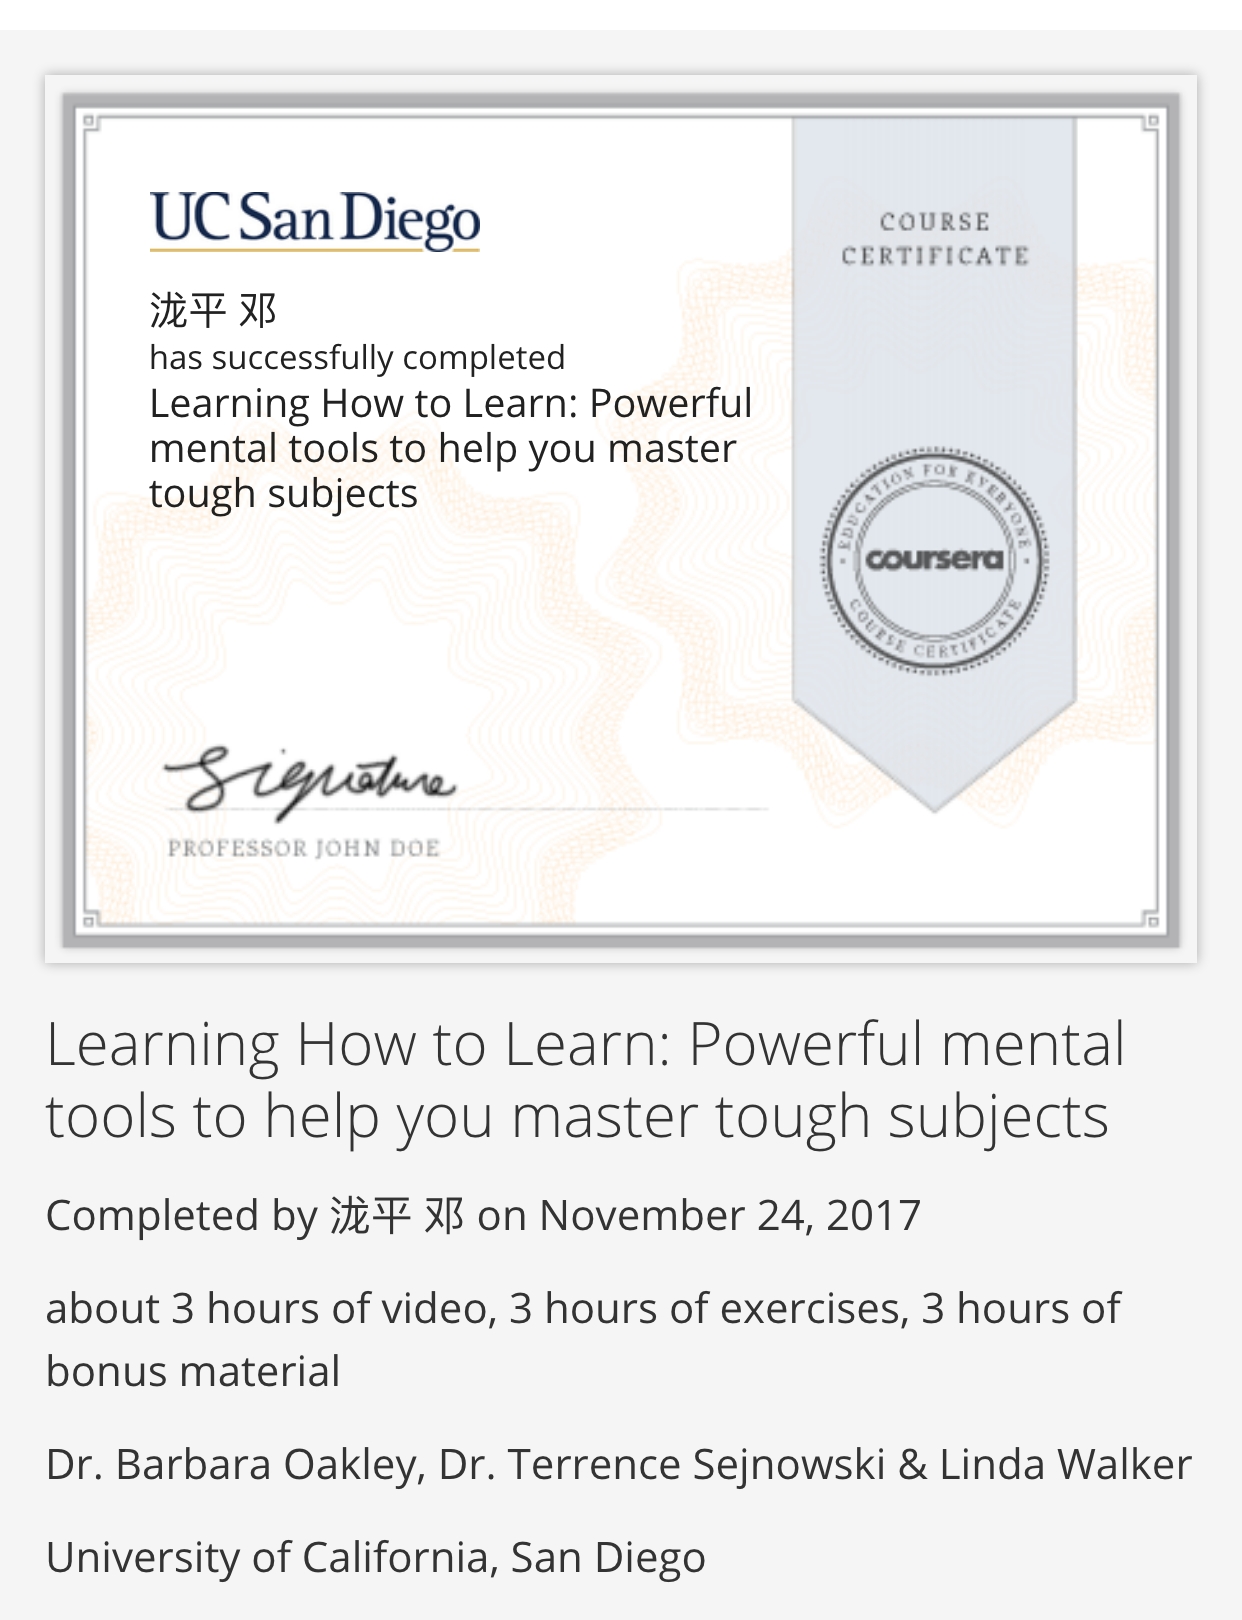 UC San Diego
COURSE
CERTIFICATE
泷平 邓
has successfully completed
Learning How to Learn: Powerful
mental tools to help you master
tough subjects
EDUCATION FOR EVERYONE
coursera
COURSE CERTIFICATE
Signature
PROFESSOR JOHN DOE
Learning How to Learn: Powerful mental
tools to help you master tough subjects
Completed by 泷平 邓 on November 24, 2017
about 3 hours of video, 3 hours of exercises, 3 hours of
bonus material
Dr. Barbara Oakley, Dr. Terrence Sejnowski & Linda Walker
University of California, San Diego